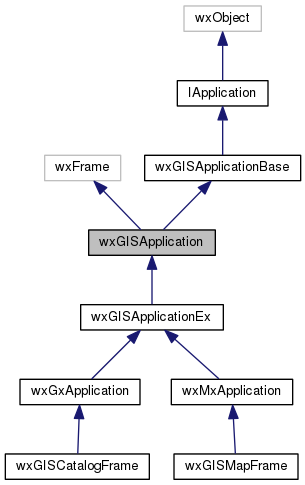 wxObject
IApplication
wxFrame
wxGISApplicationBase
wxGISApplication
wxGISApplicationEx
wxGxApplication
wxMxApplication
wxGISCatalogFrame
wxGISMapFrame